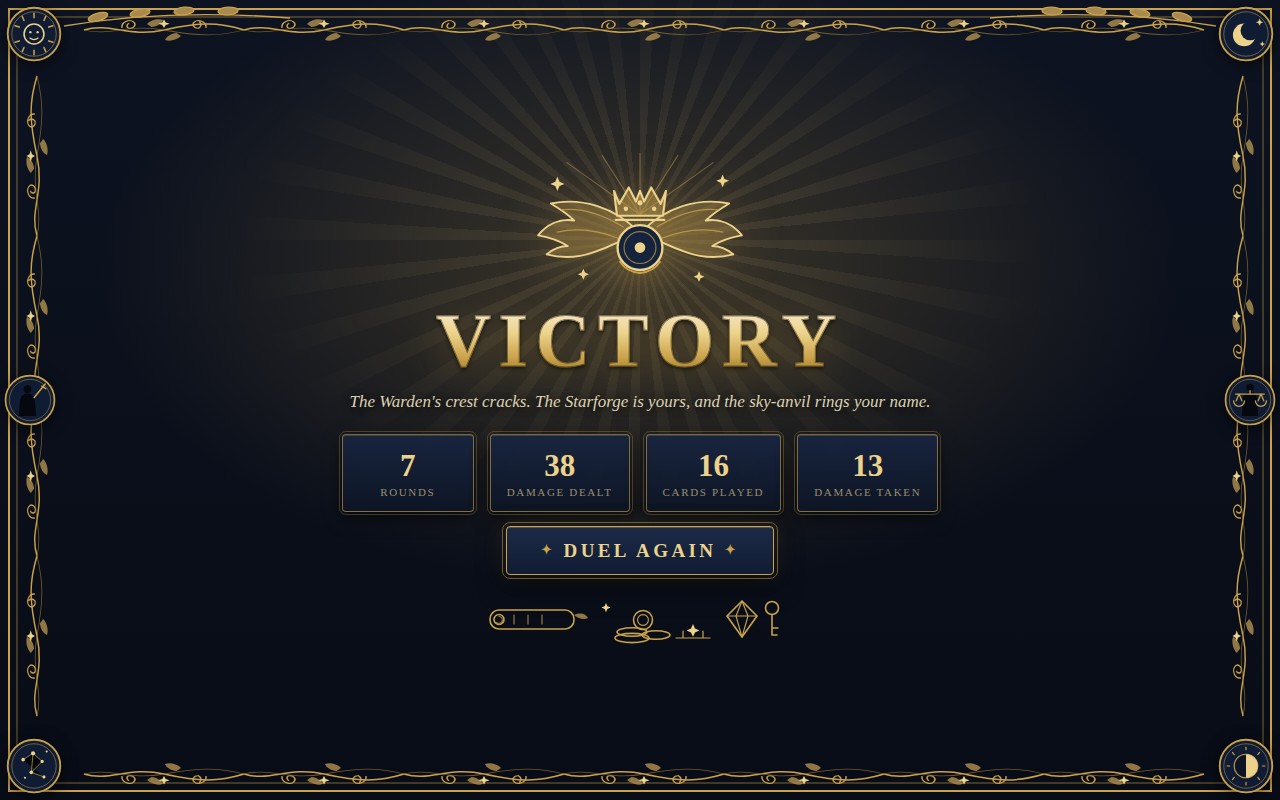 VICTORY
The Warden's crest cracks. The Starforge is yours, and the sky-anvil rings your name.
7 38 16 13
ROUNDS DAMAGE DEALT CARDS PLAYED DAMAGE TAKEN
DUEL AGAIN